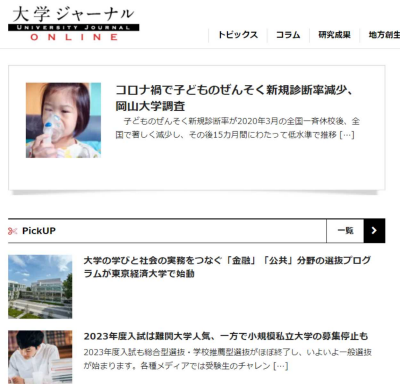 大学ジャーナル
UNIVERSITY JOURNAL
ONLINE
トピックス
コラム
研究成果
地方創生
コロナ禍で子どものぜんそく新規診断率減少、
岡山大学調査
子どものぜんそく新規診断率が2020年3月の全国一斉休校後、全
国で著しく減少し、その後15カ月間にわたって低水準で推移 […]
PickUP
一覧
大学の学びと社会の実務をつなぐ「金融」「公共」分野の選抜プログ
ラムが東京経済大学で始動
2023年度入試は難関大学人気、一方で小規模私立大学の募集停止も
2023年度入試も総合型選抜・学校推薦型選抜がほぼ終了し、いよいよ一般選抜
が始まります。各種メディアでは受験生のチャレン […]